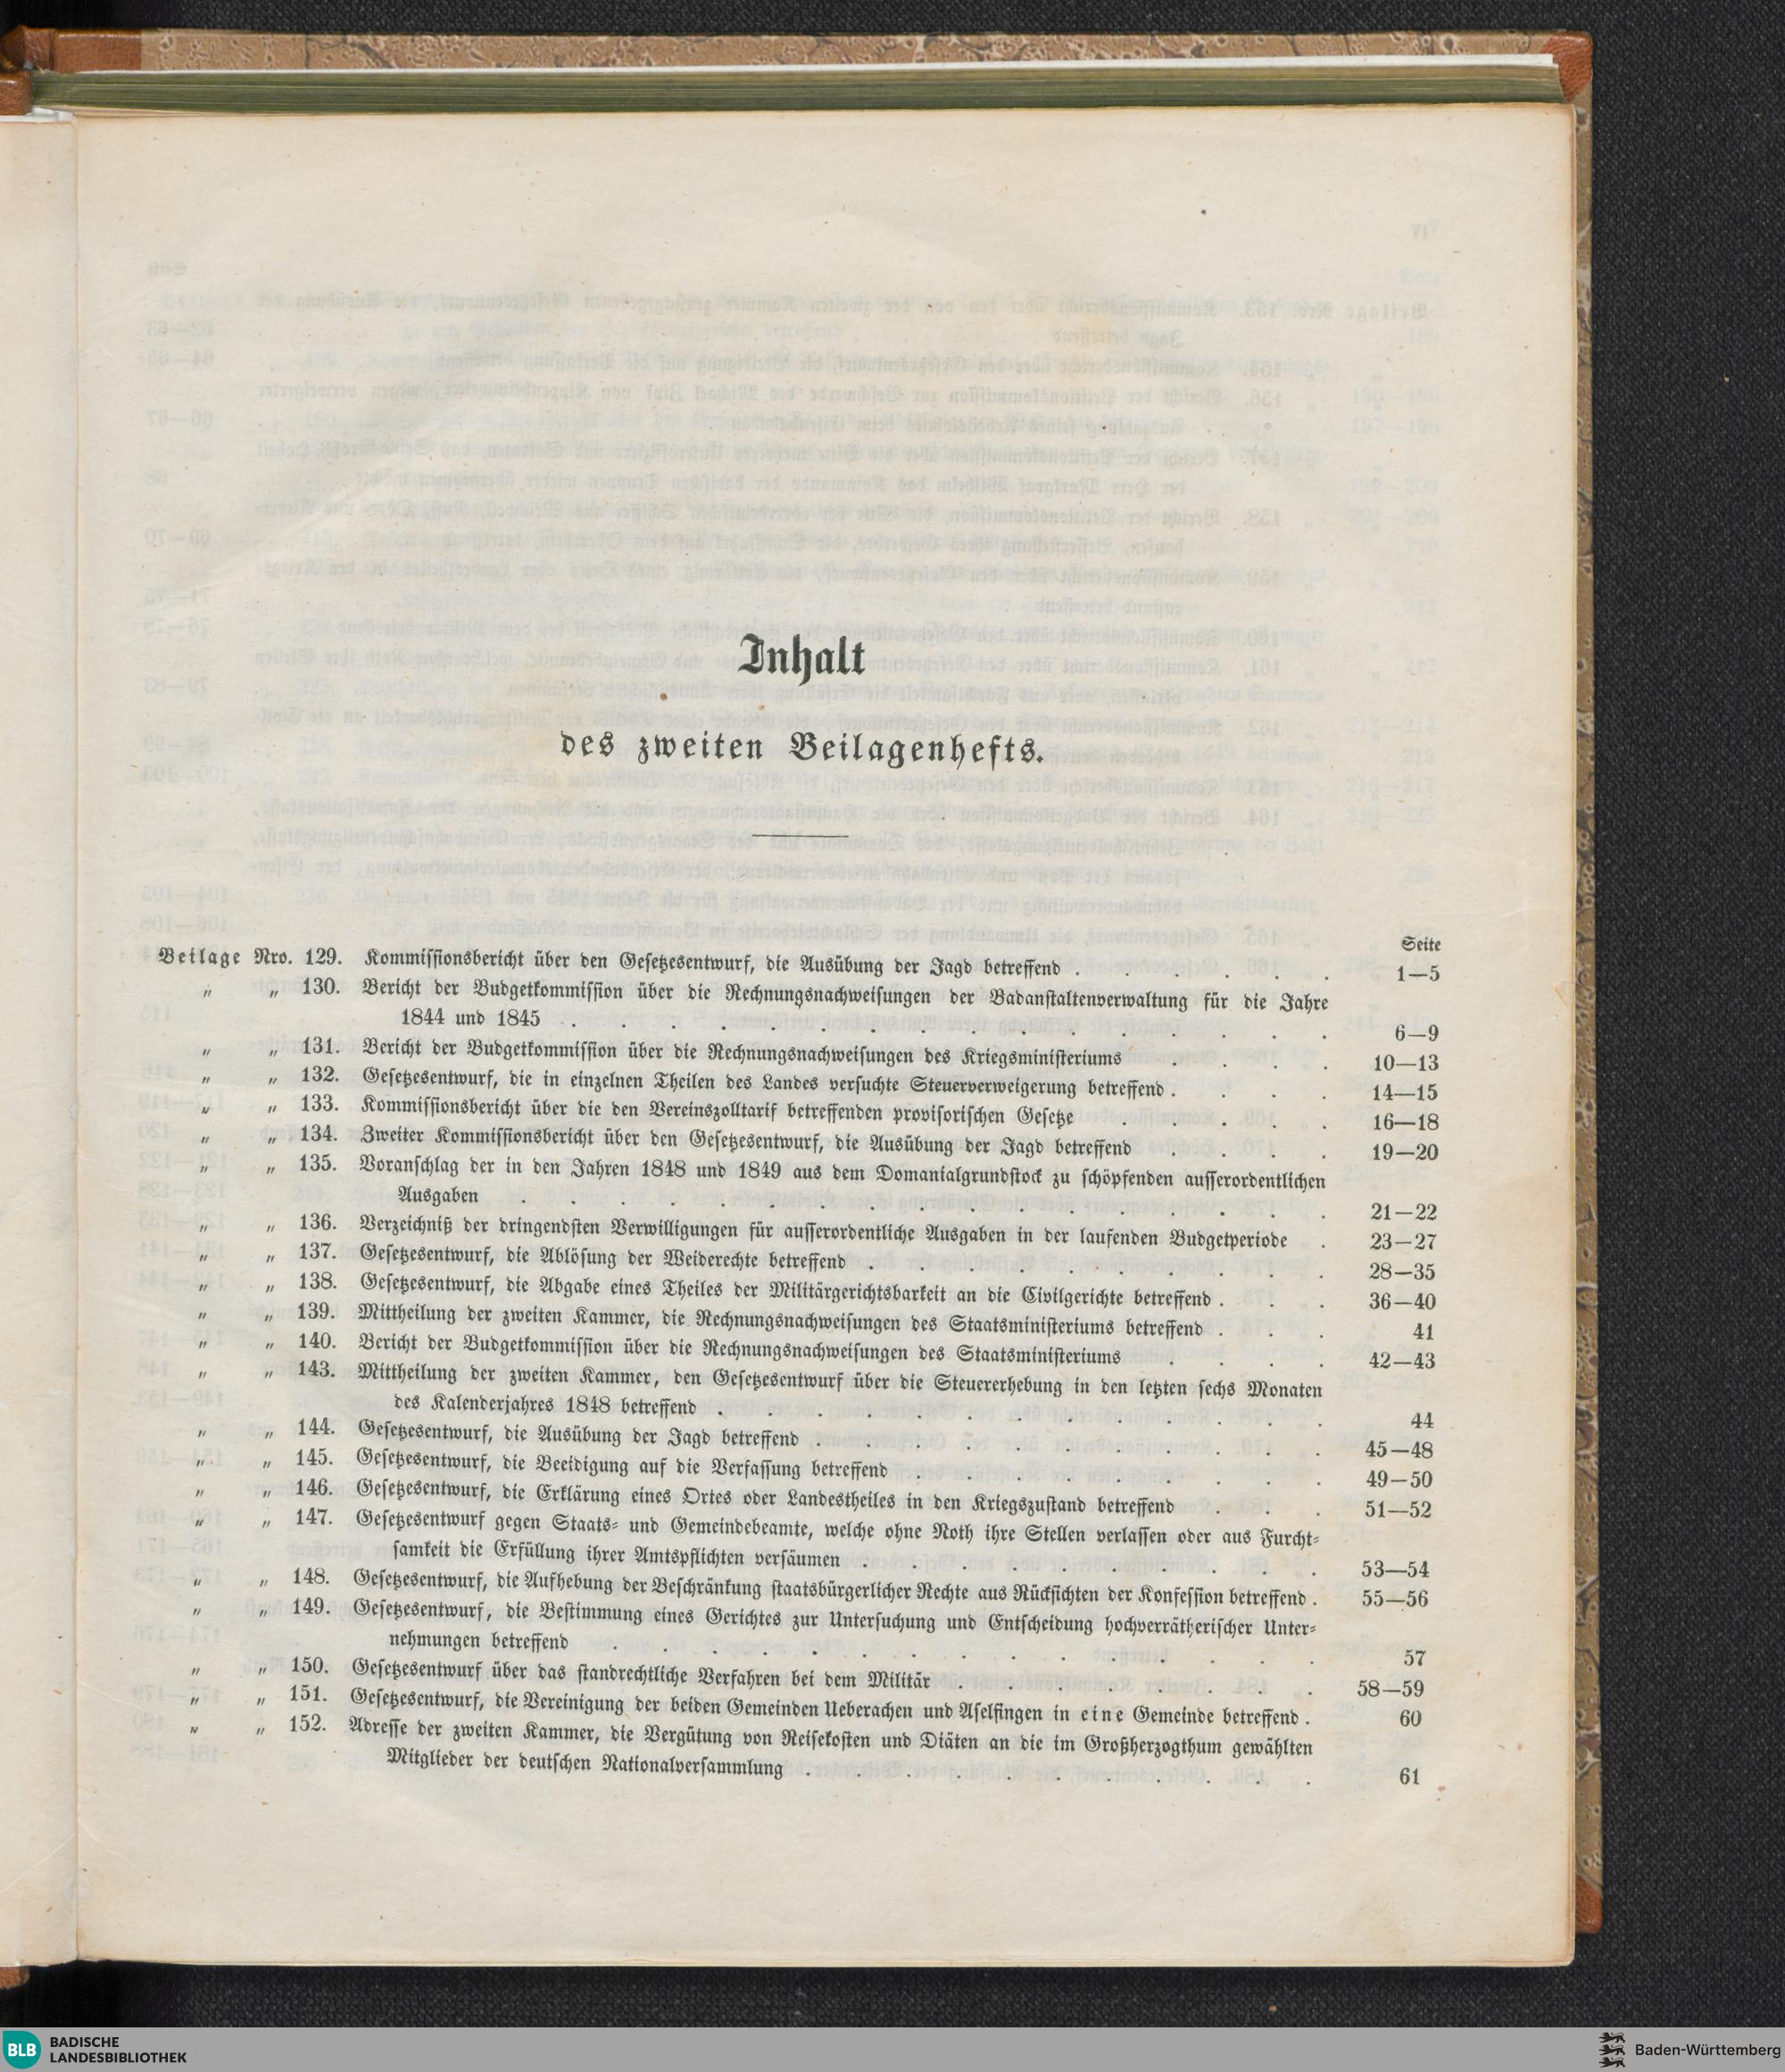 Inhalt
des zweiten Beilagenhefts.
Seite
Beilage Nro. 129. Kommissionsbericht über den Gesetzesentwurf, die Ausübung der Jagd betreffend . . . . . . 1—5
„ „ 130. Bericht der Budgetkommission über die Rechnungsnachweisungen der Badanstaltenverwaltung für die Jahre
1844 und 1845 . . . . . . . . . . . . . . . . 6—9
„ „ 131. Bericht der Budgetkommission über die Rechnungsnachweisungen des Kriegsministeriums . . . . 10—13
„ „ 132. Gesetzesentwurf, die in einzelnen Theilen des Landes versuchte Steuerverweigerung betreffend . . . . 14—15
„ „ 133. Kommissionsbericht über die den Vereinszolltarif betreffenden provisorischen Gesetze . . . . . 16—18
„ „ 134. Zweiter Kommissionsbericht über den Gesetzesentwurf, die Ausübung der Jagd betreffend . . . . 19—20
„ „ 135. Voranschlag der in den Jahren 1848 und 1849 aus dem Domanialgrundstock zu schöpfenden ausserordentlichen
Ausgaben . . . . . . . . . . . . . . . . . 21—22
„ „ 136. Verzeichniß der dringendsten Verwilligungen für ausserordentliche Ausgaben in der laufenden Budgetperiode . 23—27
„ „ 137. Gesetzesentwurf, die Ablösung der Weiderechte betreffend . . . . . . . . . . 28—35
„ „ 138. Gesetzesentwurf, die Abgabe eines Theiles der Militärgerichtsbarkeit an die Civilgerichte betreffend . . . 36—40
„ „ 139. Mittheilung der zweiten Kammer, die Rechnungsnachweisungen des Staatsministeriums betreffend . . . 41
„ „ 140. Bericht der Budgetkommission über die Rechnungsnachweisungen des Staatsministeriums . . . . 42—43
„ „ 143. Mittheilung der zweiten Kammer, den Gesetzesentwurf über die Steuererhebung in den letzten sechs Monaten
des Kalenderjahres 1848 betreffend . . . . . . . . . . . . . 44
„ „ 144. Gesetzesentwurf, die Ausübung der Jagd betreffend . . . . . . . . . . . 45—48
„ „ 145. Gesetzesentwurf, die Beeidigung auf die Verfassung betreffend . . . . . . . . . 49—50
„ „ 146. Gesetzesentwurf, die Erklärung eines Ortes oder Landestheiles in den Kriegszustand betreffend . . . 51—52
„ „ 147. Gesetzesentwurf gegen Staats- und Gemeindebeamte, welche ohne Noth ihre Stellen verlassen oder aus Furcht-
samkeit die Erfüllung ihrer Amtspflichten versäumen . . . . . . . . . . 53—54
„ „ 148. Gesetzesentwurf, die Aufhebung der Beschränkung staatsbürgerlicher Rechte aus Rücksichten der Konfession betreffend . 55—56
„ „ 149. Gesetzesentwurf, die Bestimmung eines Gerichtes zur Untersuchung und Entscheidung hochverrätherischer Unter-
nehmungen betreffend . . . . . . . . . . . . . . . 57
„ „ 150. Gesetzesentwurf über das standrechtliche Verfahren bei dem Militär . . . . . . . . 58—59
„ „ 151. Gesetzesentwurf, die Vereinigung der beiden Gemeinden Ueberachen und Aselfingen in eine Gemeinde betreffend . 60
„ „ 152. Adresse der zweiten Kammer, die Vergütung von Reisekosten und Diäten an die im Großherzogthum gewählten
Mitglieder der deutschen Nationalversammlung . . . . . . . . . . . 61
BLB BADISCHE
LANDESBIBLIOTHEK
Baden-Württemberg